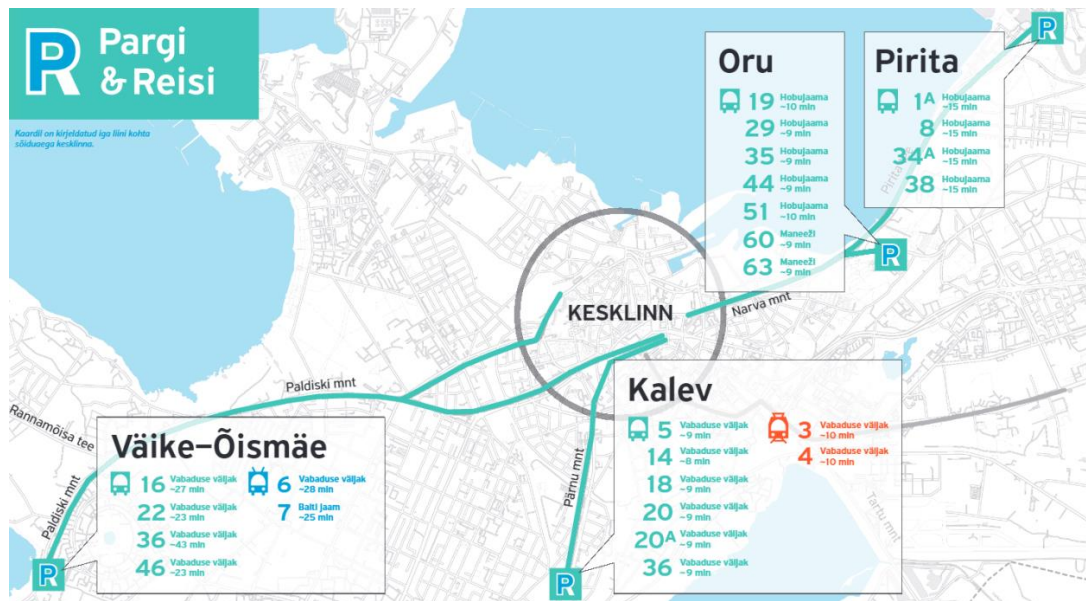 R Pargi
& Reisi
Kaardil on kirjeldatud iga liini kohta
sõiduaega kesklinna.
Oru
19 Hobujaama
~10 min
29 Hobujaama
~9 min
35 Hobujaama
~9 min
44 Hobujaama
~9 min
51 Hobujaama
~10 min
60 Maneeži
~9 min
63 Maneeži
~9 min
Pirita
1A Hobujaama
~15 min
8 Hobujaama
~15 min
34A Hobujaama
~15 min
38 Hobujaama
~15 min
R
Pirita
R
KESKLINN
Narva mnt
Paldiski mnt
Rannamõisa tee
Paldiski mnt
Väike-Õismäe
16 Vabaduse väljak
~27 min
22 Vabaduse väljak
~23 min
36 Vabaduse väljak
~43 min
46 Vabaduse väljak
~23 min
6 Vabaduse väljak
~28 min
7 Balti jaam
~25 min
R
Pärnu mnt
Kalev
5 Vabaduse väljak
~9 min
14 Vabaduse väljak
~8 min
18 Vabaduse väljak
~9 min
20 Vabaduse väljak
~9 min
20A Vabaduse väljak
~9 min
36 Vabaduse väljak
~9 min
3 Vabaduse väljak
~10 min
4 Vabaduse väljak
~10 min
Tartu mnt
R